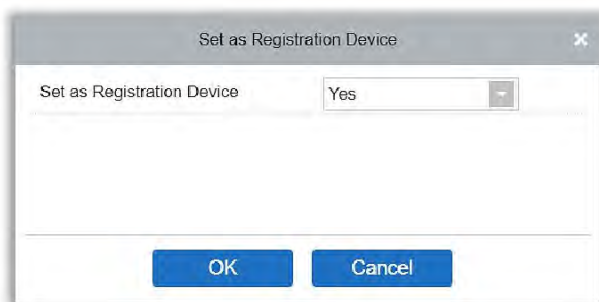 Set as Registration Device
Set as Registration Device Yes
OK Cancel